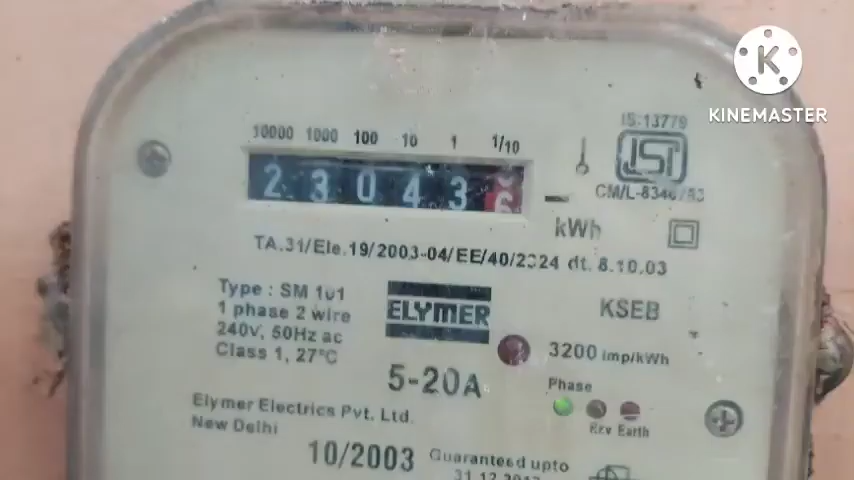 KINEMASTER
IS:13779
10000 1000 100 10 1 1/10
2 3 0 4 3 6
CM/L-
kWh
TA.31/Ele.19/2003-04/EE/40/2324 dt. 8.10.03
Type : SM 101
1 phase 2 wire
240V, 50Hz ac
Class 1, 27°C
ELYMER
KSEB
3200 imp/kWh
5-20A
Phase
Rev Earth
Elymer Electrics Pvt. Ltd.
New Delhi
10/2003
Guaranteed upto